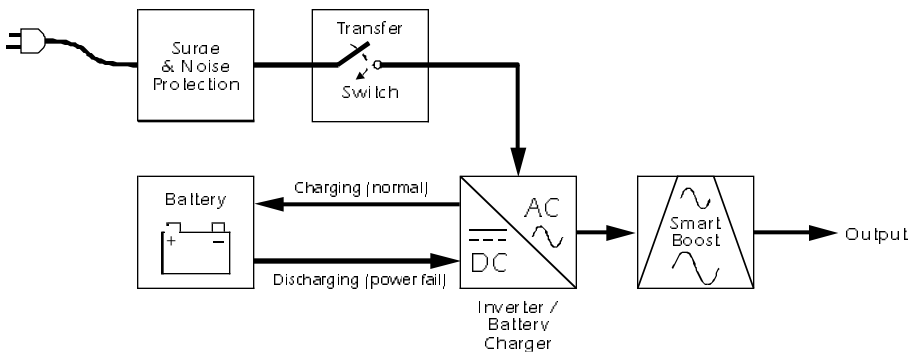 Surge
& Noise
Protection
Transfer
Switch
Battery
+ −
Charging (normal)
Discharging (power fail)
AC
DC
Inverter /
Battery
Charger
Smart
Boost
Output